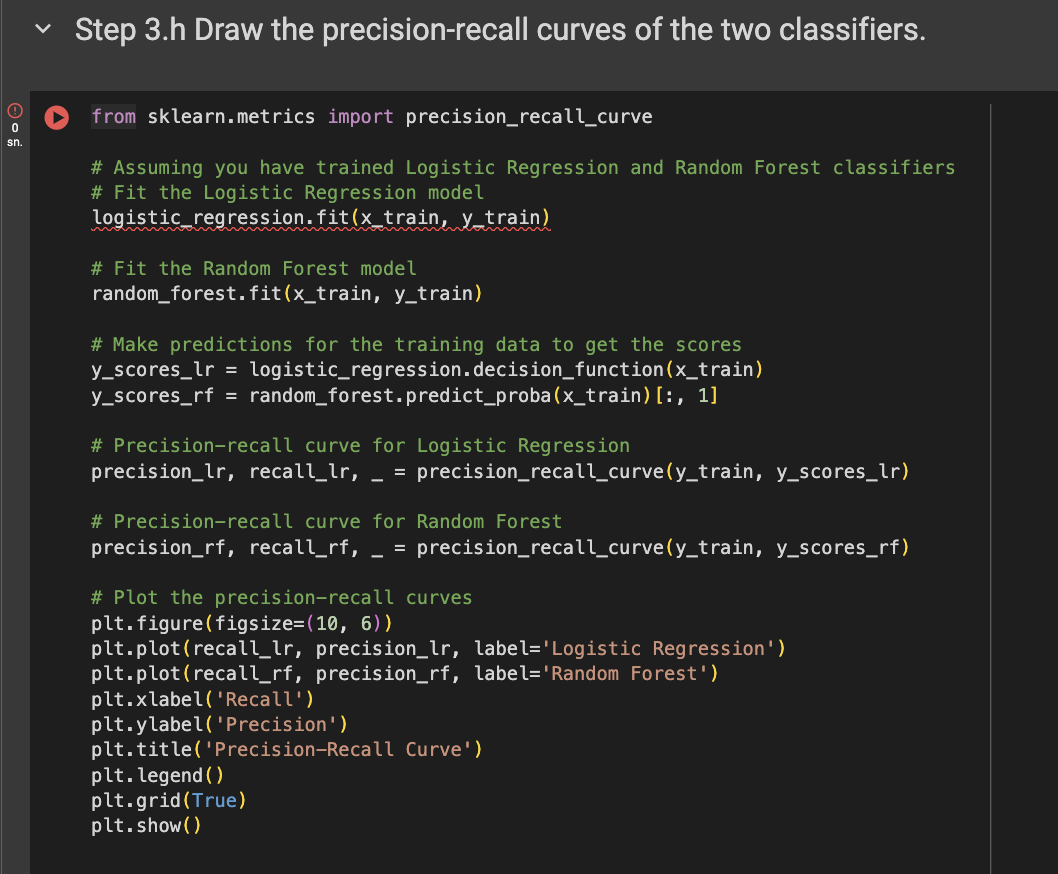 Step 3.h Draw the precision-recall curves of the two classifiers.
0
sn.
from sklearn.metrics import precision_recall_curve
# Assuming you have trained Logistic Regression and Random Forest classifiers
# Fit the Logistic Regression model
logistic_regression.fit(x_train, y_train)
# Fit the Random Forest model
random_forest.fit(x_train, y_train)
# Make predictions for the training data to get the scores
y_scores_lr = logistic_regression.decision_function(x_train)
y_scores_rf = random_forest.predict_proba(x_train)[:, 1]
# Precision-recall curve for Logistic Regression
precision_lr, recall_lr, _ = precision_recall_curve(y_train, y_scores_lr)
# Precision-recall curve for Random Forest
precision_rf, recall_rf, _ = precision_recall_curve(y_train, y_scores_rf)
# Plot the precision-recall curves
plt.figure(figsize=(10, 6))
plt.plot(recall_lr, precision_lr, label='Logistic Regression')
plt.plot(recall_rf, precision_rf, label='Random Forest')
plt.xlabel('Recall')
plt.ylabel('Precision')
plt.title('Precision-Recall Curve')
plt.legend()
plt.grid(True)
plt.show()